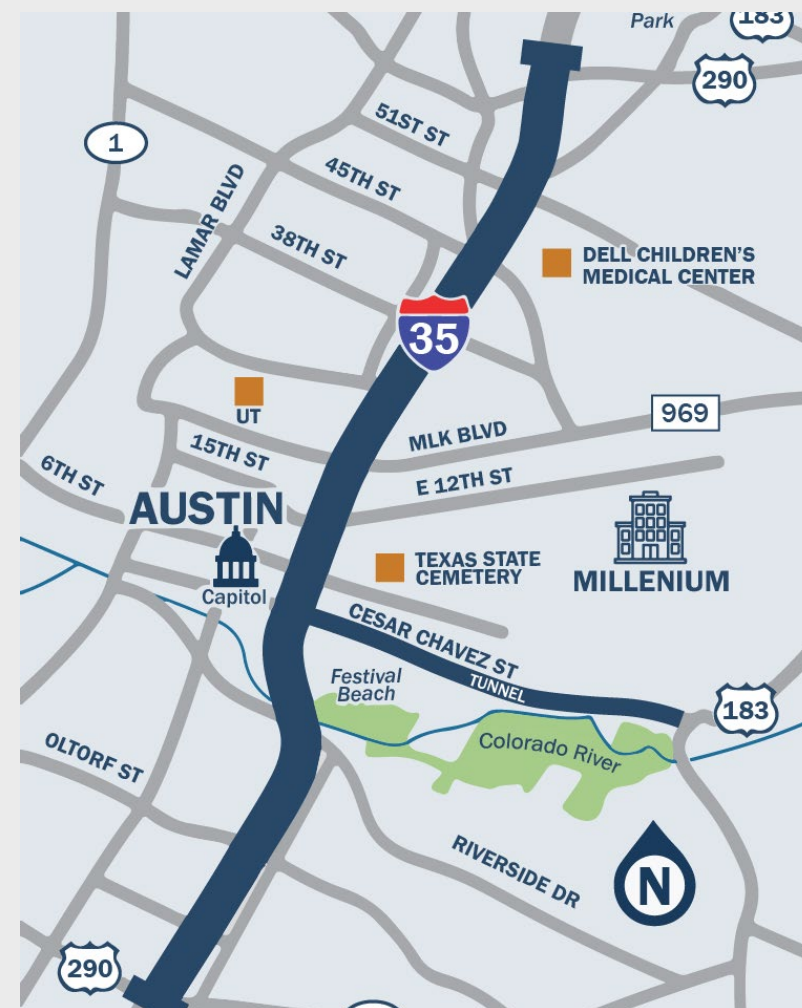 Park
183
290
1
51ST ST
45TH ST
LAMAR BLVD
38TH ST
DELL CHILDREN'S
MEDICAL CENTER
35
UT
969
MLK BLVD
15TH ST
6TH ST
E 12TH ST
AUSTIN
TEXAS STATE
CEMETERY
MILLENIUM
Capitol
CESAR CHAVEZ ST
TUNNEL
Festival
Beach
183
Colorado River
OLTORF ST
RIVERSIDE DR
N
290